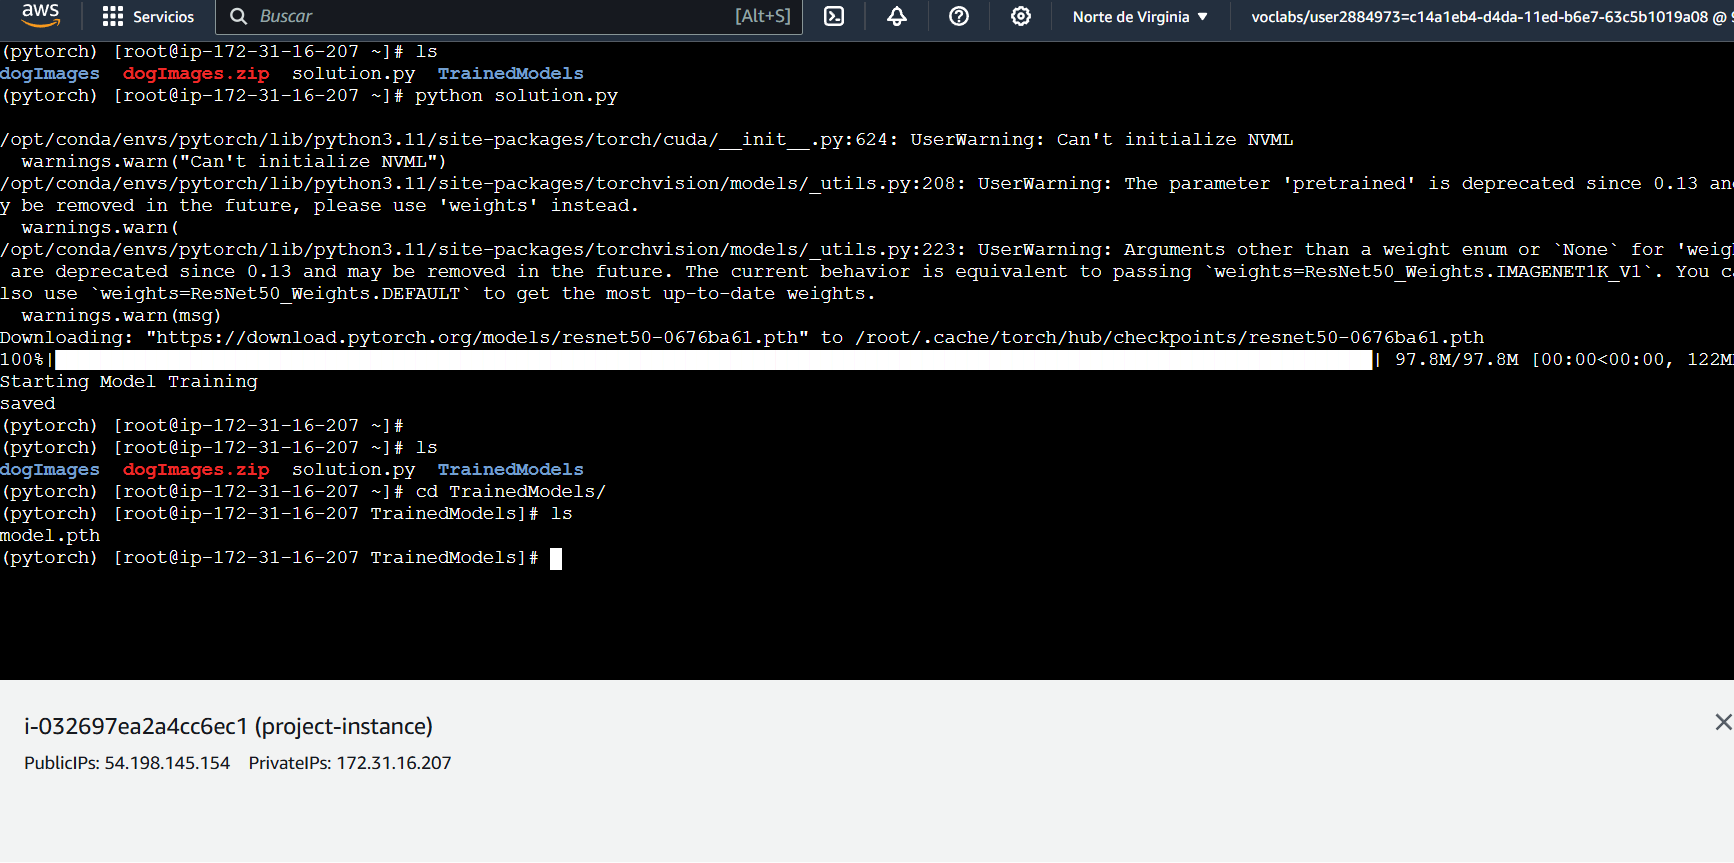 aws Servicios Buscar [Alt+S] Norte de Virginia voclabs/user2884973=c14a1eb4-d4da-11ed-b6e7-63c5b1019a08 @
(pytorch) [root@ip-172-31-16-207 ~]# ls
dogImages dogImages.zip solution.py TrainedModels
(pytorch) [root@ip-172-31-16-207 ~]# python solution.py
/opt/conda/envs/pytorch/lib/python3.11/site-packages/torch/cuda/__init__.py:624: UserWarning: Can't initialize NVML
warnings.warn("Can't initialize NVML")
/opt/conda/envs/pytorch/lib/python3.11/site-packages/torchvision/models/_utils.py:208: UserWarning: The parameter 'pretrained' is deprecated since 0.13 an
y be removed in the future, please use 'weights' instead.
warnings.warn(
/opt/conda/envs/pytorch/lib/python3.11/site-packages/torchvision/models/_utils.py:223: UserWarning: Arguments other than a weight enum or `None` for 'weig
are deprecated since 0.13 and may be removed in the future. The current behavior is equivalent to passing `weights=ResNet50_Weights.IMAGENET1K_V1`. You c
lso use `weights=ResNet50_Weights.DEFAULT` to get the most up-to-date weights.
warnings.warn(msg)
Downloading: "https://download.pytorch.org/models/resnet50-0676ba61.pth" to /root/.cache/torch/hub/checkpoints/resnet50-0676ba61.pth
100%| | 97.8M/97.8M [00:00<00:00, 122M
Starting Model Training
saved
(pytorch) [root@ip-172-31-16-207 ~]#
(pytorch) [root@ip-172-31-16-207 ~]# ls
dogImages dogImages.zip solution.py TrainedModels
(pytorch) [root@ip-172-31-16-207 ~]# cd TrainedModels/
(pytorch) [root@ip-172-31-16-207 TrainedModels]# ls
model.pth
(pytorch) [root@ip-172-31-16-207 TrainedModels]#
i-032697ea2a4cc6ec1 (project-instance)
PublicIPs: 54.198.145.154 PrivateIPs: 172.31.16.207